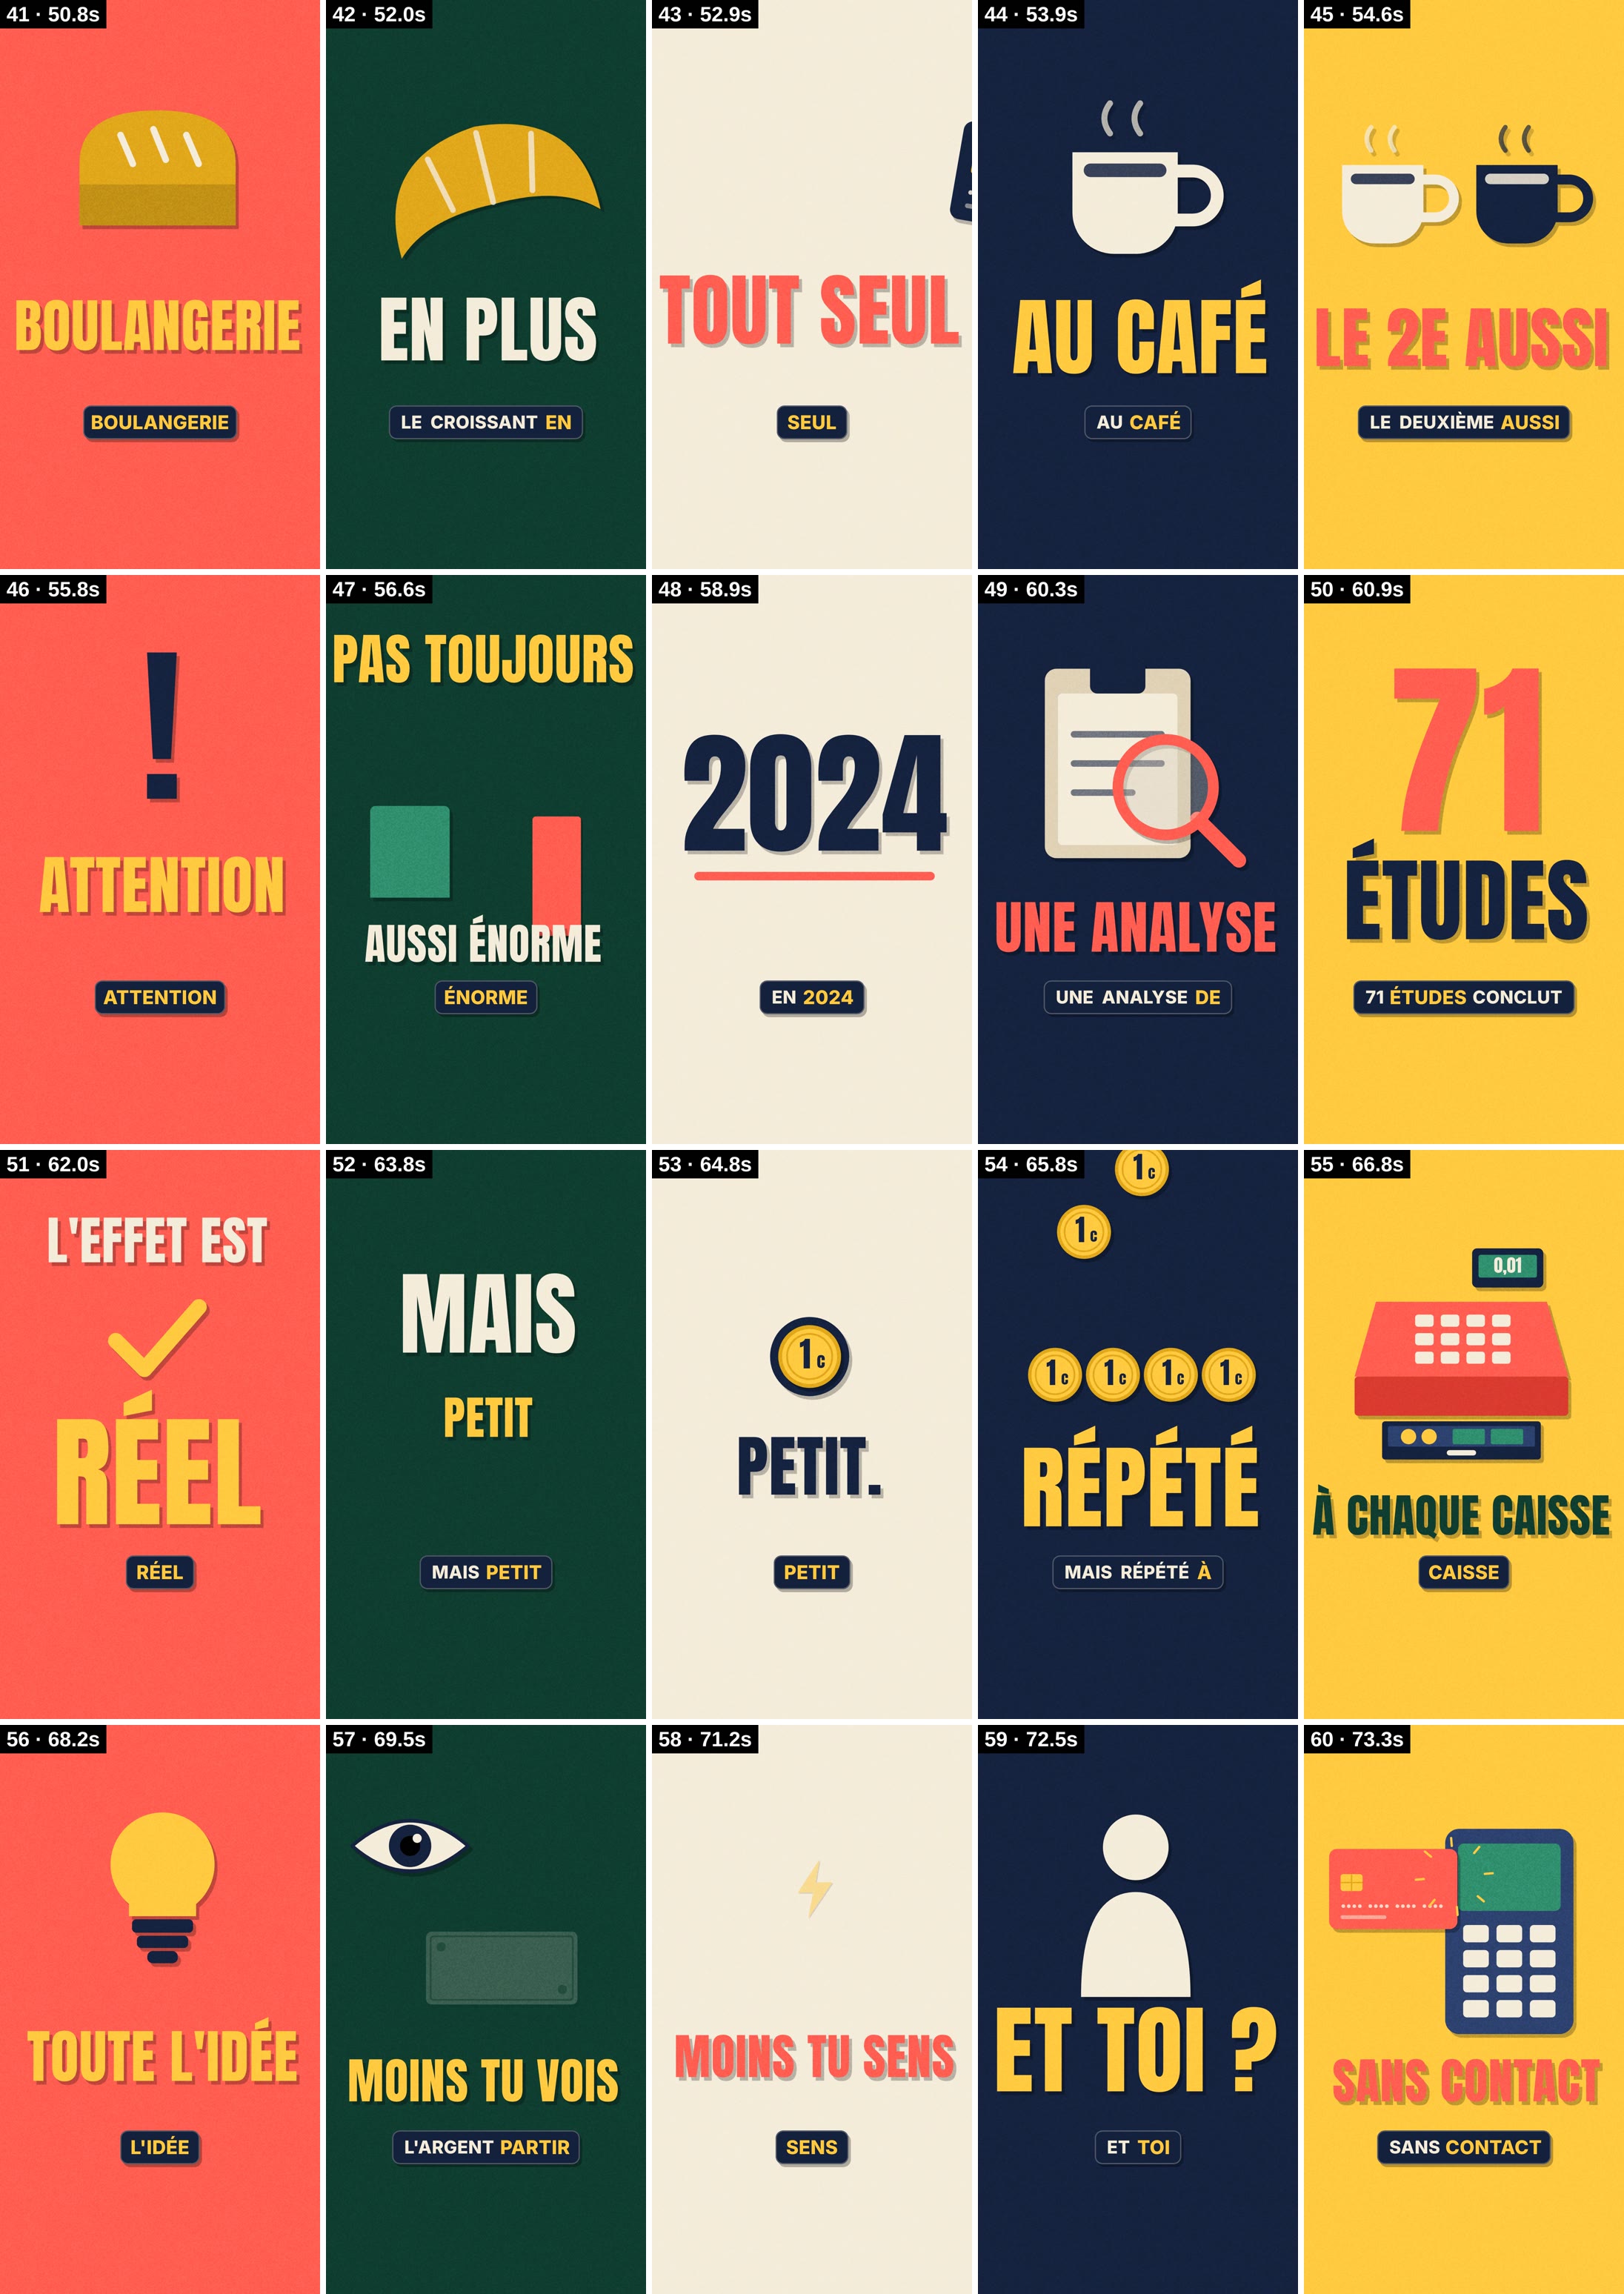 41 · 50.8s
BOULANGERIE
BOULANGERIE
42 · 52.0s
EN PLUS
LE CROISSANT EN
43 · 52.9s
TOUT SEUL
SEUL
44 · 53.9s
AU CAFÉ
AU CAFÉ
45 · 54.6s
LE 2E AUSSI
LE DEUXIÈME AUSSI
46 · 55.8s
!
ATTENTION
ATTENTION
47 · 56.6s
PAS TOUJOURS
AUSSI ÉNORME
ÉNORME
48 · 58.9s
2024
EN 2024
49 · 60.3s
UNE ANALYSE
UNE ANALYSE DE
50 · 60.9s
71
ÉTUDES
71 ÉTUDES CONCLUT
51 · 62.0s
L'EFFET EST
RÉEL
RÉEL
52 · 63.8s
MAIS
PETIT
MAIS PETIT
53 · 64.8s
1c
PETIT.
PETIT
54 · 65.8s
1c
1c
1c 1c 1c 1c
RÉPÉTÉ
MAIS RÉPÉTÉ À
55 · 66.8s
0,01
À CHAQUE CAISSE
CAISSE
56 · 68.2s
TOUTE L'IDÉE
L'IDÉE
57 · 69.5s
MOINS TU VOIS
L'ARGENT PARTIR
58 · 71.2s
MOINS TU SENS
SENS
59 · 72.5s
ET TOI ?
ET TOI
60 · 73.3s
SANS CONTACT
SANS CONTACT